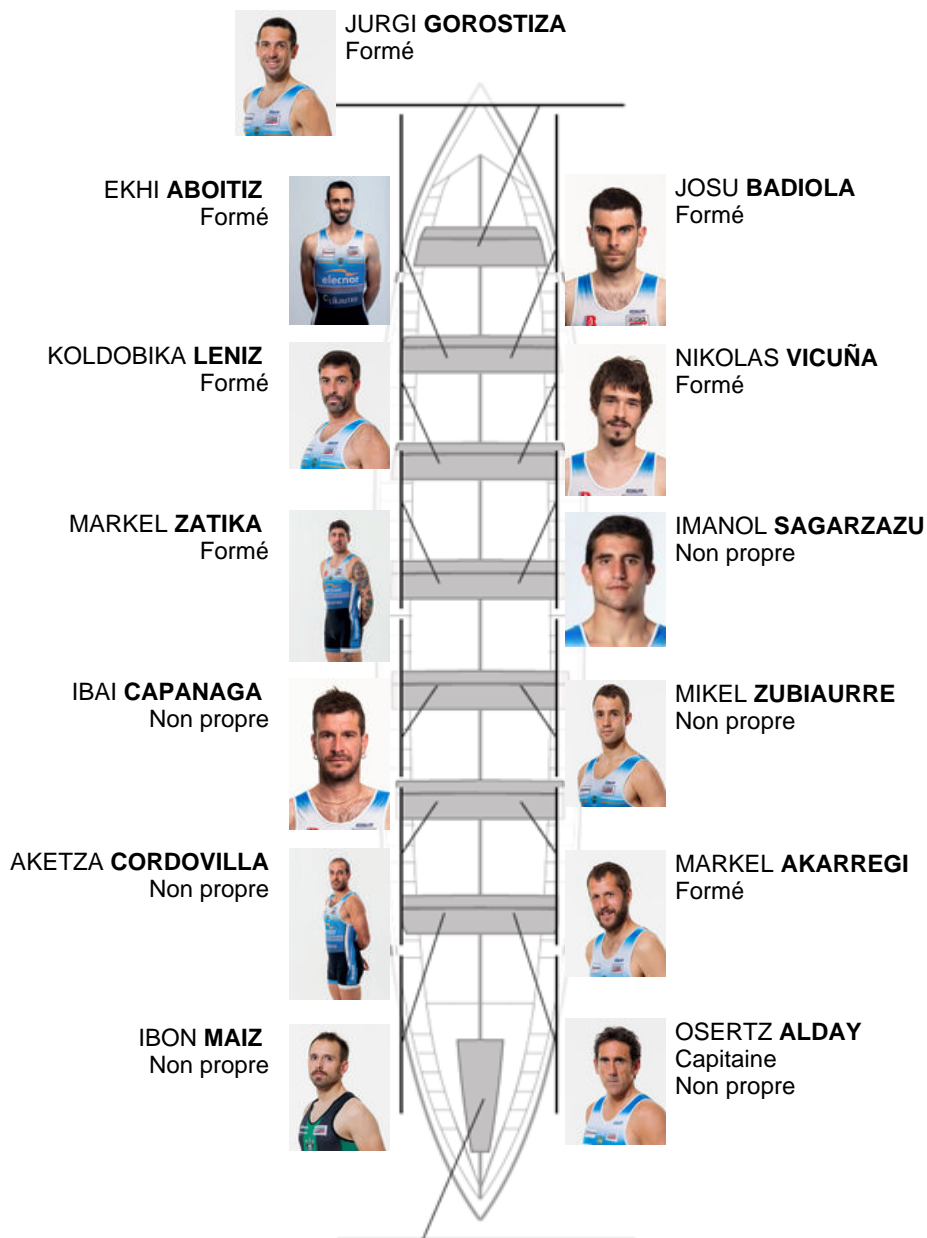 JURGI GOROSTIZA
Formé
EKHI ABOITIZ
Formé
JOSU BADIOLA
Formé
elecnor
KOLDOBIKA LENIZ
Formé
NIKOLAS VICUÑA
Formé
MARKEL ZATIKA
Formé
IMANOL SAGARZAZU
Non propre
IBAI CAPANAGA
Non propre
MIKEL ZUBIAURRE
Non propre
AKETZA CORDOVILLA
Non propre
MARKEL AKARREGI
Formé
IBON MAIZ
Non propre
OSERTZ ALDAY
Capitaine
Non propre